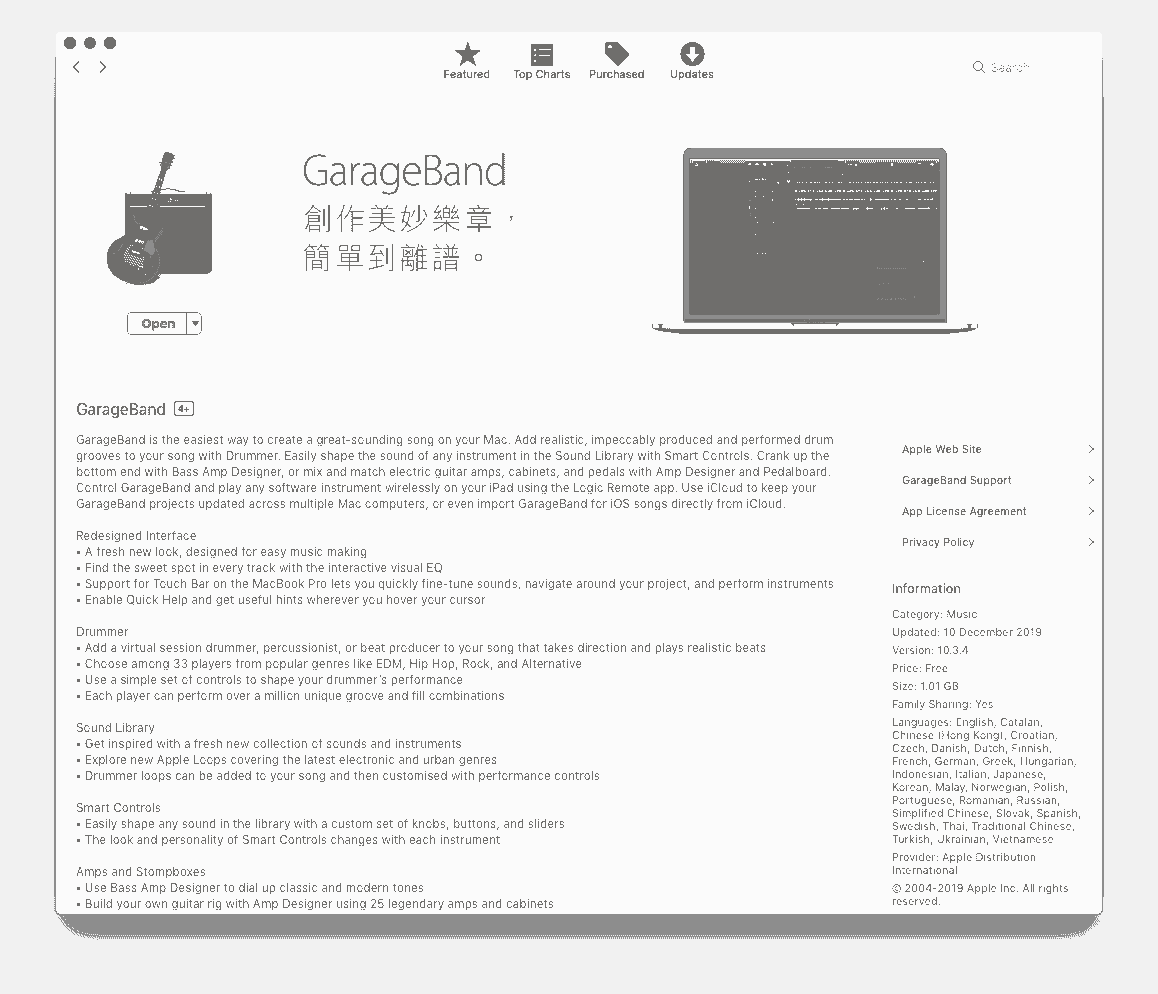 Featured
Top Charts
Purchased
Updates
Search
GarageBand
創作美妙樂章，
簡單到離譜。
Open
GarageBand 4+
GarageBand is the easiest way to create a great-sounding song on your Mac. Add realistic, impeccably produced and performed drum
grooves to your song with Drummer. Easily shape the sound of any instrument in the Sound Library with Smart Controls. Crank up the
bottom end with Bass Amp Designer, or mix and match electric guitar amps, cabinets, and pedals with Amp Designer and Pedalboard.
Control GarageBand and play any software instrument wirelessly on your iPad using the Logic Remote app. Use iCloud to keep your
GarageBand projects updated across multiple Mac computers, or even import GarageBand for iOS songs directly from iCloud.
Redesigned Interface
• A fresh new look, designed for easy music making
• Find the sweet spot in every track with the interactive visual EQ
• Support for Touch Bar on the MacBook Pro lets you quickly fine-tune sounds, navigate around your project, and perform instruments
• Enable Quick Help and get useful hints wherever you hover your cursor
Drummer
• Add a virtual session drummer, percussionist, or beat producer to your song that takes direction and plays realistic beats
• Choose among 33 players from popular genres like EDM, Hip Hop, Rock, and Alternative
• Use a simple set of controls to shape your drummer's performance
• Each player can perform over a million unique groove and fill combinations
Sound Library
• Get inspired with a fresh new collection of sounds and instruments
• Explore new Apple Loops covering the latest electronic and urban genres
• Drummer loops can be added to your song and then customised with performance controls
Smart Controls
• Easily shape any sound in the library with a custom set of knobs, buttons, and sliders
• The look and personality of Smart Controls changes with each instrument
Amps and Stompboxes
• Use Bass Amp Designer to dial up classic and modern tones
• Build your own guitar rig with Amp Designer using 25 legendary amps and cabinets
Apple Web Site
GarageBand Support
App License Agreement
Privacy Policy
Information
Category: Music
Updated: 10 December 2019
Version: 10.3.4
Price: Free
Size: 1.01 GB
Family Sharing: Yes
Languages: English, Catalan,
Chinese (Hong Kong), Croatian,
Czech, Danish, Dutch, Finnish,
French, German, Greek, Hungarian,
Indonesian, Italian, Japanese,
Korean, Malay, Norwegian, Polish,
Portuguese, Romanian, Russian,
Simplified Chinese, Slovak, Spanish,
Swedish, Thai, Traditional Chinese,
Turkish, Ukrainian, Vietnamese
Provider: Apple Distribution
International
© 2004-2019 Apple Inc. All rights
reserved.